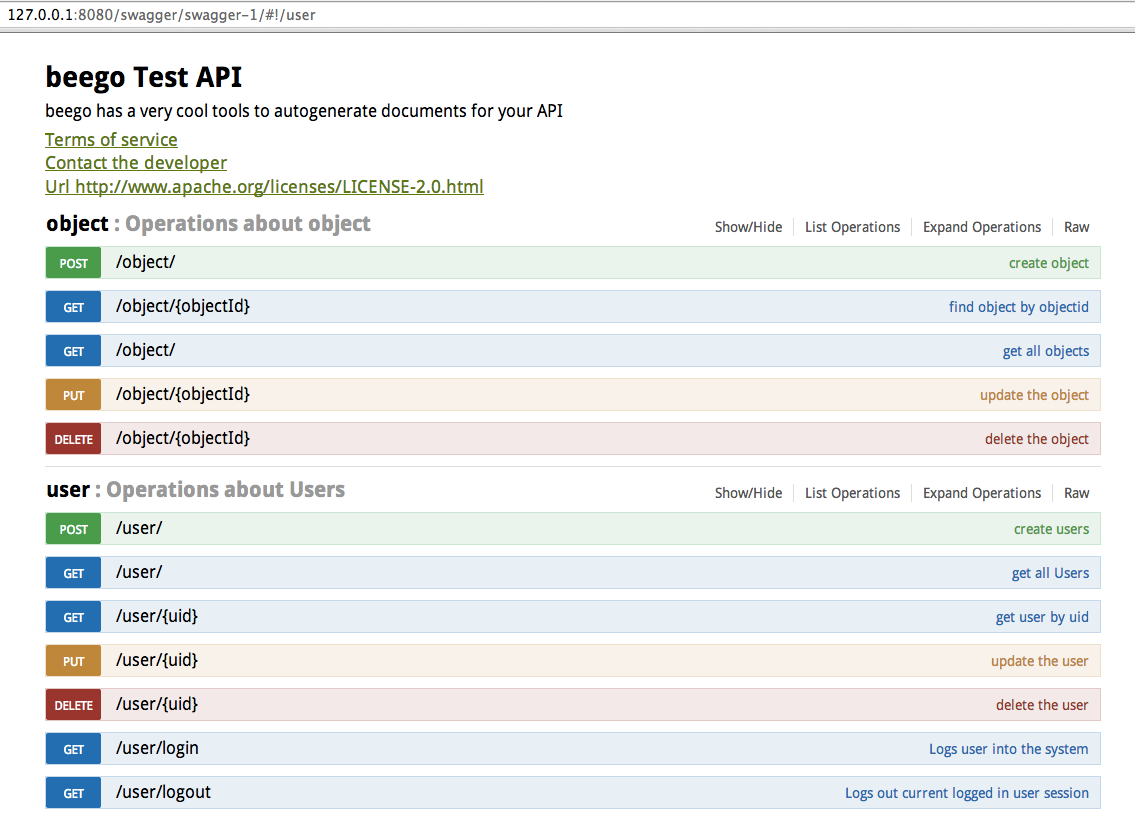 127.0.0.1:8080/swagger/swagger-1/#!/user
beego Test API
beego has a very cool tools to autogenerate documents for your API
Terms of service
Contact the developer
Url http://www.apache.org/licenses/LICENSE-2.0.html
object : Operations about object Show/Hide List Operations Expand Operations Raw
POST /object/ create object
GET /object/{objectId} find object by objectid
GET /object/ get all objects
PUT /object/{objectId} update the object
DELETE /object/{objectId} delete the object
user : Operations about Users Show/Hide List Operations Expand Operations Raw
POST /user/ create users
GET /user/ get all Users
GET /user/{uid} get user by uid
PUT /user/{uid} update the user
DELETE /user/{uid} delete the user
GET /user/login Logs user into the system
GET /user/logout Logs out current logged in user session